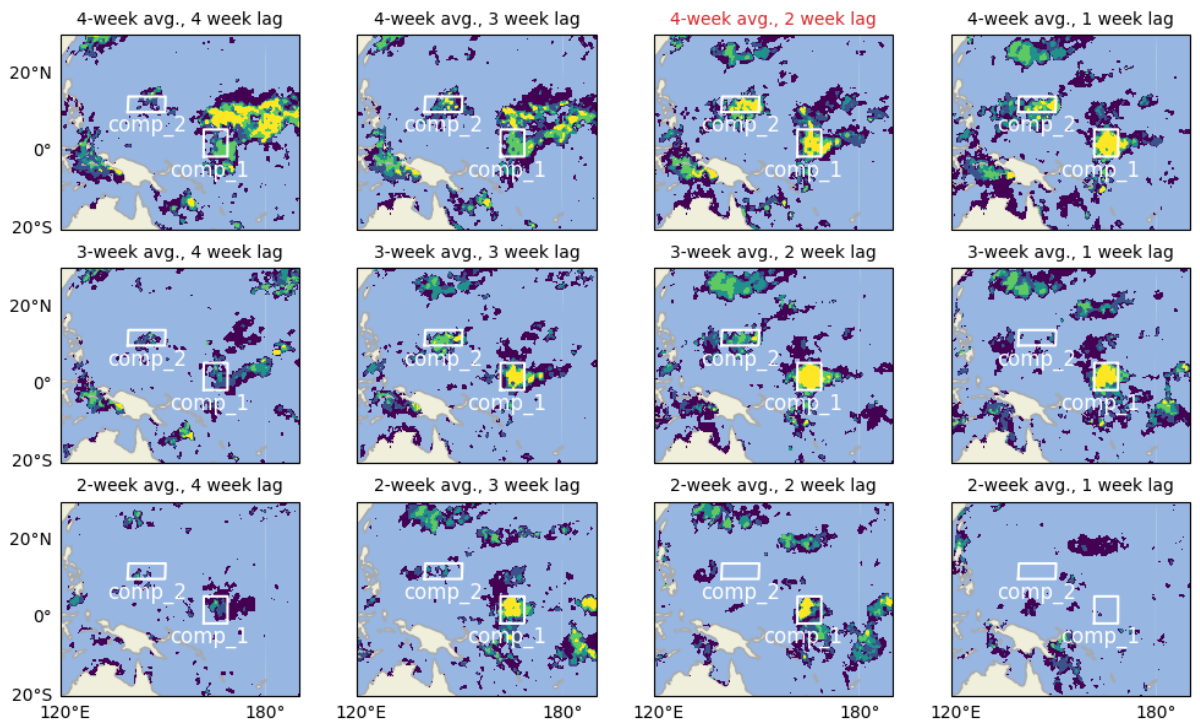 4-week avg., 4 week lag
4-week avg., 3 week lag
4-week avg., 2 week lag
4-week avg., 1 week lag
20°N
0°
20°S
comp_2
comp_1
comp_2
comp_1
comp_2
comp_1
comp_2
comp_1
3-week avg., 4 week lag
3-week avg., 3 week lag
3-week avg., 2 week lag
3-week avg., 1 week lag
20°N
0°
20°S
comp_2
comp_1
comp_2
comp_1
comp_2
comp_1
comp_2
comp_1
2-week avg., 4 week lag
2-week avg., 3 week lag
2-week avg., 2 week lag
2-week avg., 1 week lag
20°N
0°
20°S
comp_2
comp_1
comp_2
comp_1
comp_2
comp_1
comp_2
comp_1
120°E 180°
120°E 180°
120°E 180°
120°E 180°